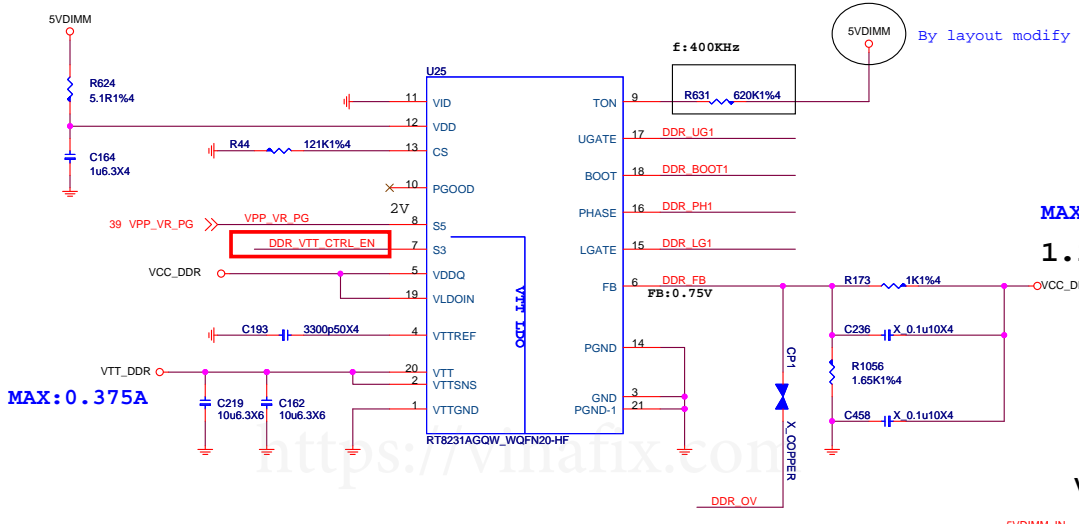 5VDIMM
5VDIMM
By layout modify
f:400KHz
R624
5.1R1%4
U25
R631 620K1%4
11 VID
TON 9
12 VDD
UGATE 17 DDR_UG1
R44 121K1%4 13 CS
C164
1u6.3X4
BOOT 18 DDR_BOOT1
10 PGOOD
2V
PHASE 16 DDR_PH1
MAX
39 VPP_VR_PG VPP_VR_PG 8 S5
DDR_VTT_CTRL_EN 7 S3
LGATE 15 DDR_LG1
1.
VCC_DDR 5 VDDQ
FB 6 DDR_FB
FB:0.75V
R173 1K1%4
VCC_D
19 VLDOIN
VTT LDO
C193 3300p50X4 4 VTTREF
C236 X_0.1u10X4
PGND 14
CP1
VTT_DDR 20 VTT
2 VTTSNS
R1056
1.65K1%4
MAX:0.375A
C219
10u6.3X6
C162
10u6.3X6
GND 3
1 VTTGND
PGND-1 21
C458 X_0.1u10X4
RT8231AGQW_WQFN20-HF
X_COPPER
https://vinafix.com
DDR_OV
V
5VDIMM_IN